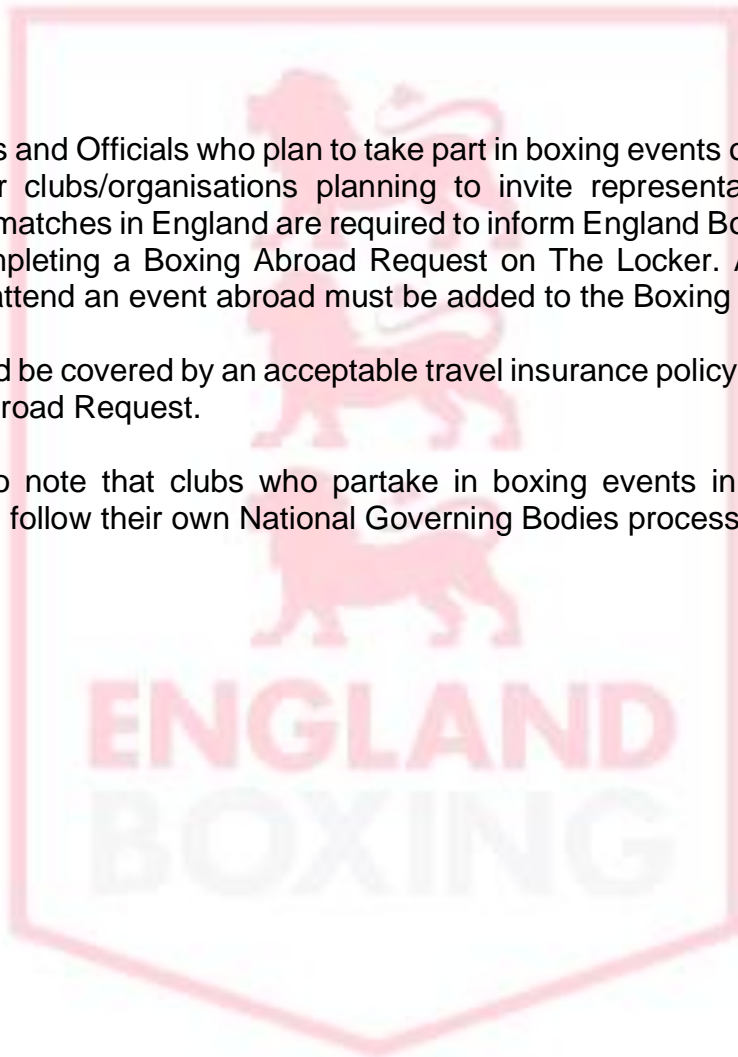 s and Officials who plan to take part in boxing events o
r clubs/organisations planning to invite representa
matches in England are required to inform England Bo
mpleting a Boxing Abroad Request on The Locker. A
attend an event abroad must be added to the Boxing
d be covered by an acceptable travel insurance policy
road Request.
o note that clubs who partake in boxing events in
follow their own National Governing Bodies process
ENGLAND
BOXING